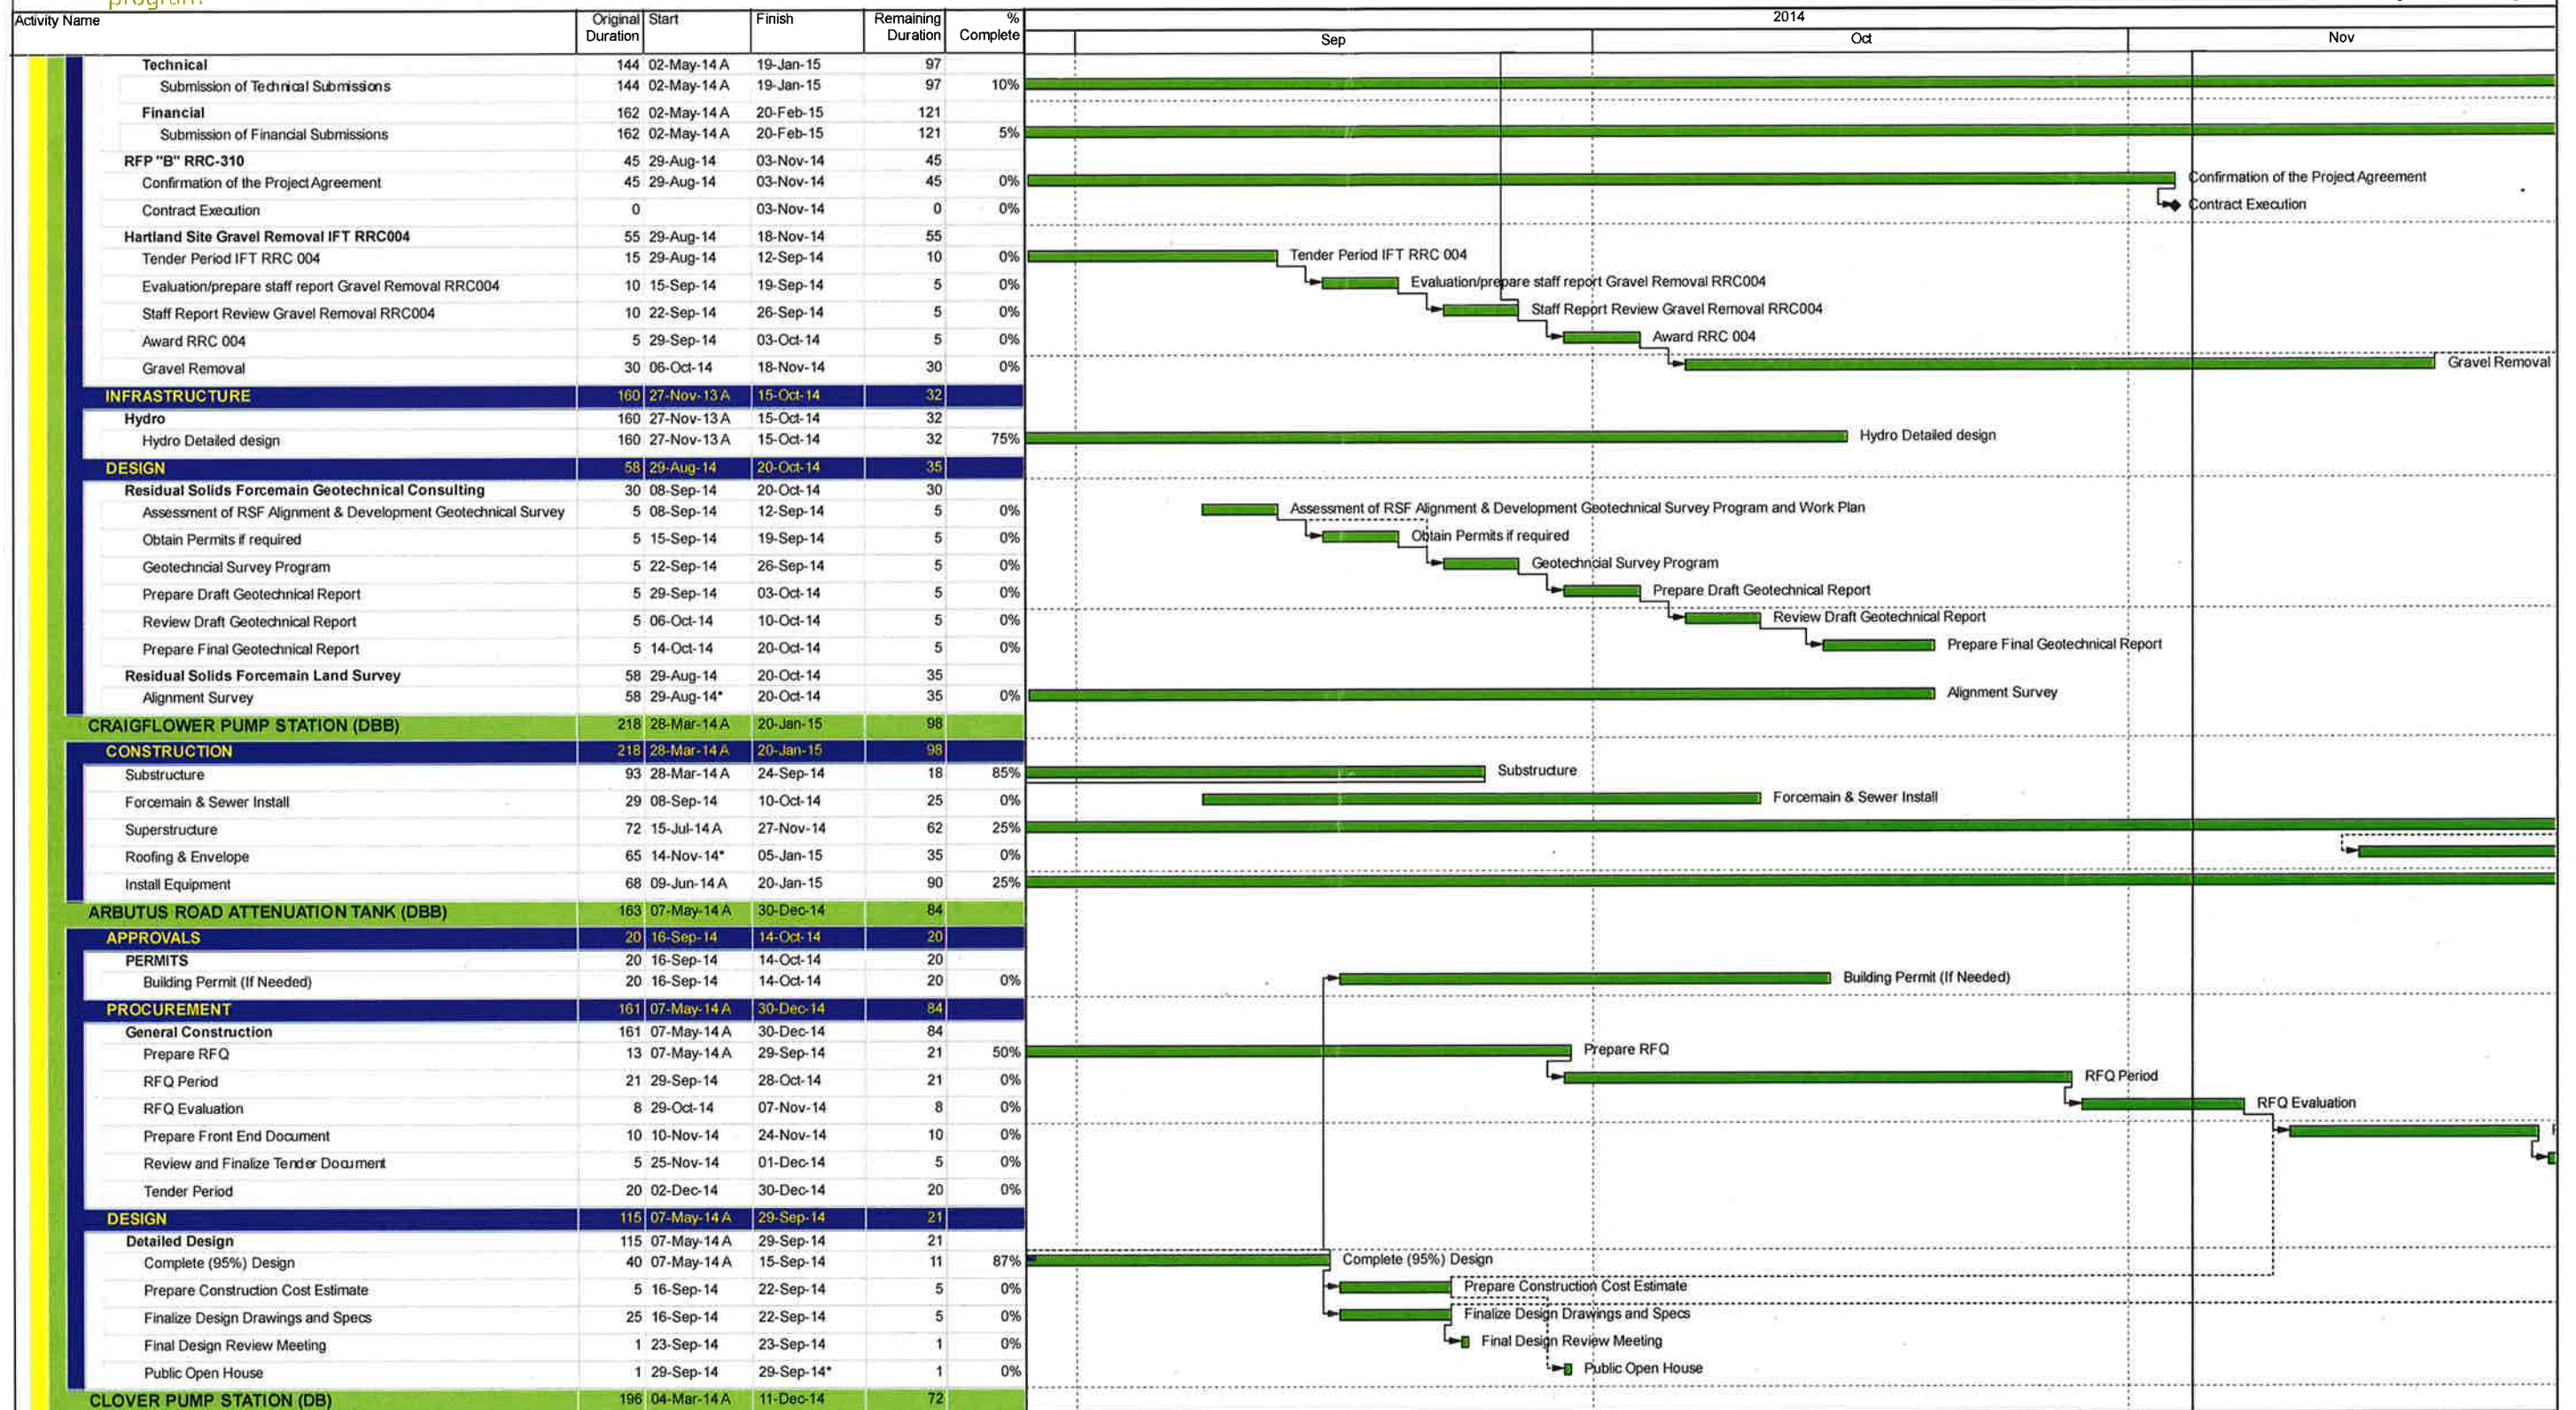 program.
Activity Name Original Duration Start Finish Remaining Duration % Complete 2014
Sep Oct Nov
Technical 144 02-May-14 A 19-Jan-15 97
Submission of Technical Submissions 144 02-May-14 A 19-Jan-15 97 10%
Financial 162 02-May-14 A 20-Feb-15 121
Submission of Financial Submissions 162 02-May-14 A 20-Feb-15 121 5%
RFP "B" RRC-310 45 29-Aug-14 03-Nov-14 45
Confirmation of the Project Agreement 45 29-Aug-14 03-Nov-14 45 0% Confirmation of the Project Agreement
Contract Execution 0 03-Nov-14 0 0% Contract Execution
Hartland Site Gravel Removal IFT RRC004 55 29-Aug-14 18-Nov-14 55
Tender Period IFT RRC 004 15 29-Aug-14 12-Sep-14 10 0% Tender Period IFT RRC 004
Evaluation/prepare staff report Gravel Removal RRC004 10 15-Sep-14 19-Sep-14 5 0% Evaluation/prepare staff report Gravel Removal RRC004
Staff Report Review Gravel Removal RRC004 10 22-Sep-14 26-Sep-14 5 0% Staff Report Review Gravel Removal RRC004
Award RRC 004 5 29-Sep-14 03-Oct-14 5 0% Award RRC 004
Gravel Removal 30 06-Oct-14 18-Nov-14 30 0% Gravel Removal
INFRASTRUCTURE 160 27-Nov-13 A 15-Oct-14 32
Hydro 160 27-Nov-13 A 15-Oct-14 32
Hydro Detailed design 160 27-Nov-13 A 15-Oct-14 32 75% Hydro Detailed design
DESIGN 58 29-Aug-14 20-Oct-14 35
Residual Solids Forcemain Geotechnical Consulting 30 08-Sep-14 20-Oct-14 30
Assessment of RSF Alignment & Development Geotechnical Survey 5 08-Sep-14 12-Sep-14 5 0% Assessment of RSF Alignment & Development Geotechnical Survey Program and Work Plan
Obtain Permits if required 5 15-Sep-14 19-Sep-14 5 0% Obtain Permits if required
Geotechncial Survey Program 5 22-Sep-14 26-Sep-14 5 0% Geotechncial Survey Program
Prepare Draft Geotechnical Report 5 29-Sep-14 03-Oct-14 5 0% Prepare Draft Geotechnical Report
Review Draft Geotechnical Report 5 06-Oct-14 10-Oct-14 5 0% Review Draft Geotechnical Report
Prepare Final Geotechnical Report 5 14-Oct-14 20-Oct-14 5 0% Prepare Final Geotechnical Report
Residual Solids Forcemain Land Survey 58 29-Aug-14 20-Oct-14 35
Alignment Survey 58 29-Aug-14* 20-Oct-14 35 0% Alignment Survey
CRAIGFLOWER PUMP STATION (DBB) 218 28-Mar-14 A 20-Jan-15 98
CONSTRUCTION 218 28-Mar-14 A 20-Jan-15 98
Substructure 93 28-Mar-14 A 24-Sep-14 18 85% Substructure
Forcemain & Sewer Install 29 08-Sep-14 10-Oct-14 25 0% Forcemain & Sewer Install
Superstructure 72 15-Jul-14 A 27-Nov-14 62 25%
Roofing & Envelope 65 14-Nov-14* 05-Jan-15 35 0%
Install Equipment 68 09-Jun-14 A 20-Jan-15 90 25%
ARBUTUS ROAD ATTENUATION TANK (DBB) 163 07-May-14 A 30-Dec-14 84
APPROVALS 20 16-Sep-14 14-Oct-14 20
PERMITS 20 16-Sep-14 14-Oct-14 20
Building Permit (If Needed) 20 16-Sep-14 14-Oct-14 20 0% Building Permit (If Needed)
PROCUREMENT 161 07-May-14 A 30-Dec-14 84
General Construction 161 07-May-14 A 30-Dec-14 84
Prepare RFQ 13 07-May-14 A 29-Sep-14 21 50% Prepare RFQ
RFQ Period 21 29-Sep-14 28-Oct-14 21 0% RFQ Period
RFQ Evaluation 8 29-Oct-14 07-Nov-14 8 0% RFQ Evaluation
Prepare Front End Document 10 10-Nov-14 24-Nov-14 10 0%
Review and Finalize Tender Document 5 25-Nov-14 01-Dec-14 5 0%
Tender Period 20 02-Dec-14 30-Dec-14 20 0%
DESIGN 115 07-May-14 A 29-Sep-14 21
Detailed Design 115 07-May-14 A 29-Sep-14 21
Complete (95%) Design 40 07-May-14 A 15-Sep-14 11 87% Complete (95%) Design
Prepare Construction Cost Estimate 5 16-Sep-14 22-Sep-14 5 0% Prepare Construction Cost Estimate
Finalize Design Drawings and Specs 25 16-Sep-14 22-Sep-14 5 0% Finalize Design Drawings and Specs
Final Design Review Meeting 1 23-Sep-14 23-Sep-14 1 0% Final Design Review Meeting
Public Open House 1 29-Sep-14 29-Sep-14* 1 0% Public Open House
CLOVER PUMP STATION (DB) 196 04-Mar-14 A 11-Dec-14 72